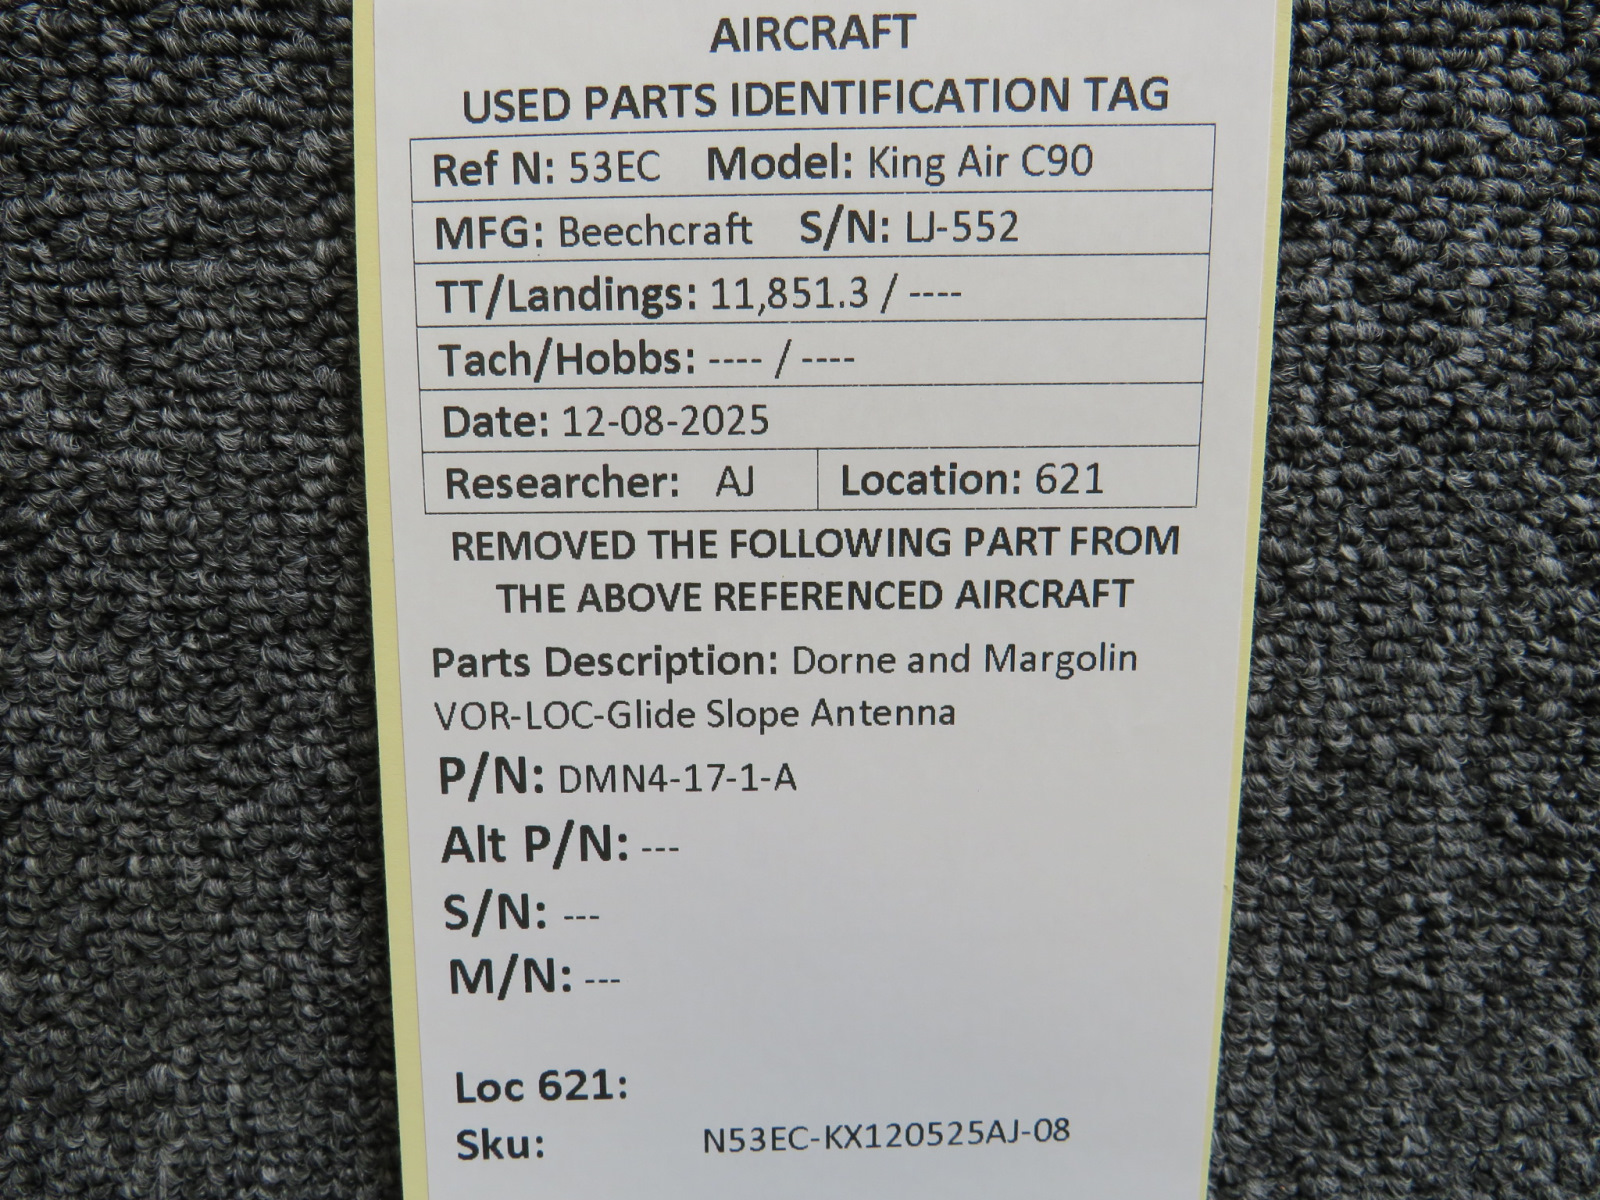 AIRCRAFT
USED PARTS IDENTIFICATION TAG
Ref N: 53EC Model: King Air C90
MFG: Beechcraft S/N: LJ-552
TT/Landings: 11,851.3 / ----
Tach/Hobbs: ---- / ----
Date: 12-08-2025
Researcher: AJ Location: 621
REMOVED THE FOLLOWING PART FROM
THE ABOVE REFERENCED AIRCRAFT
Parts Description: Dorne and Margolin
VOR-LOC-Glide Slope Antenna
P/N: DMN4-17-1-A
Alt P/N: ---
S/N: ---
M/N: ---
Loc 621:
Sku: N53EC-KX120525AJ-08